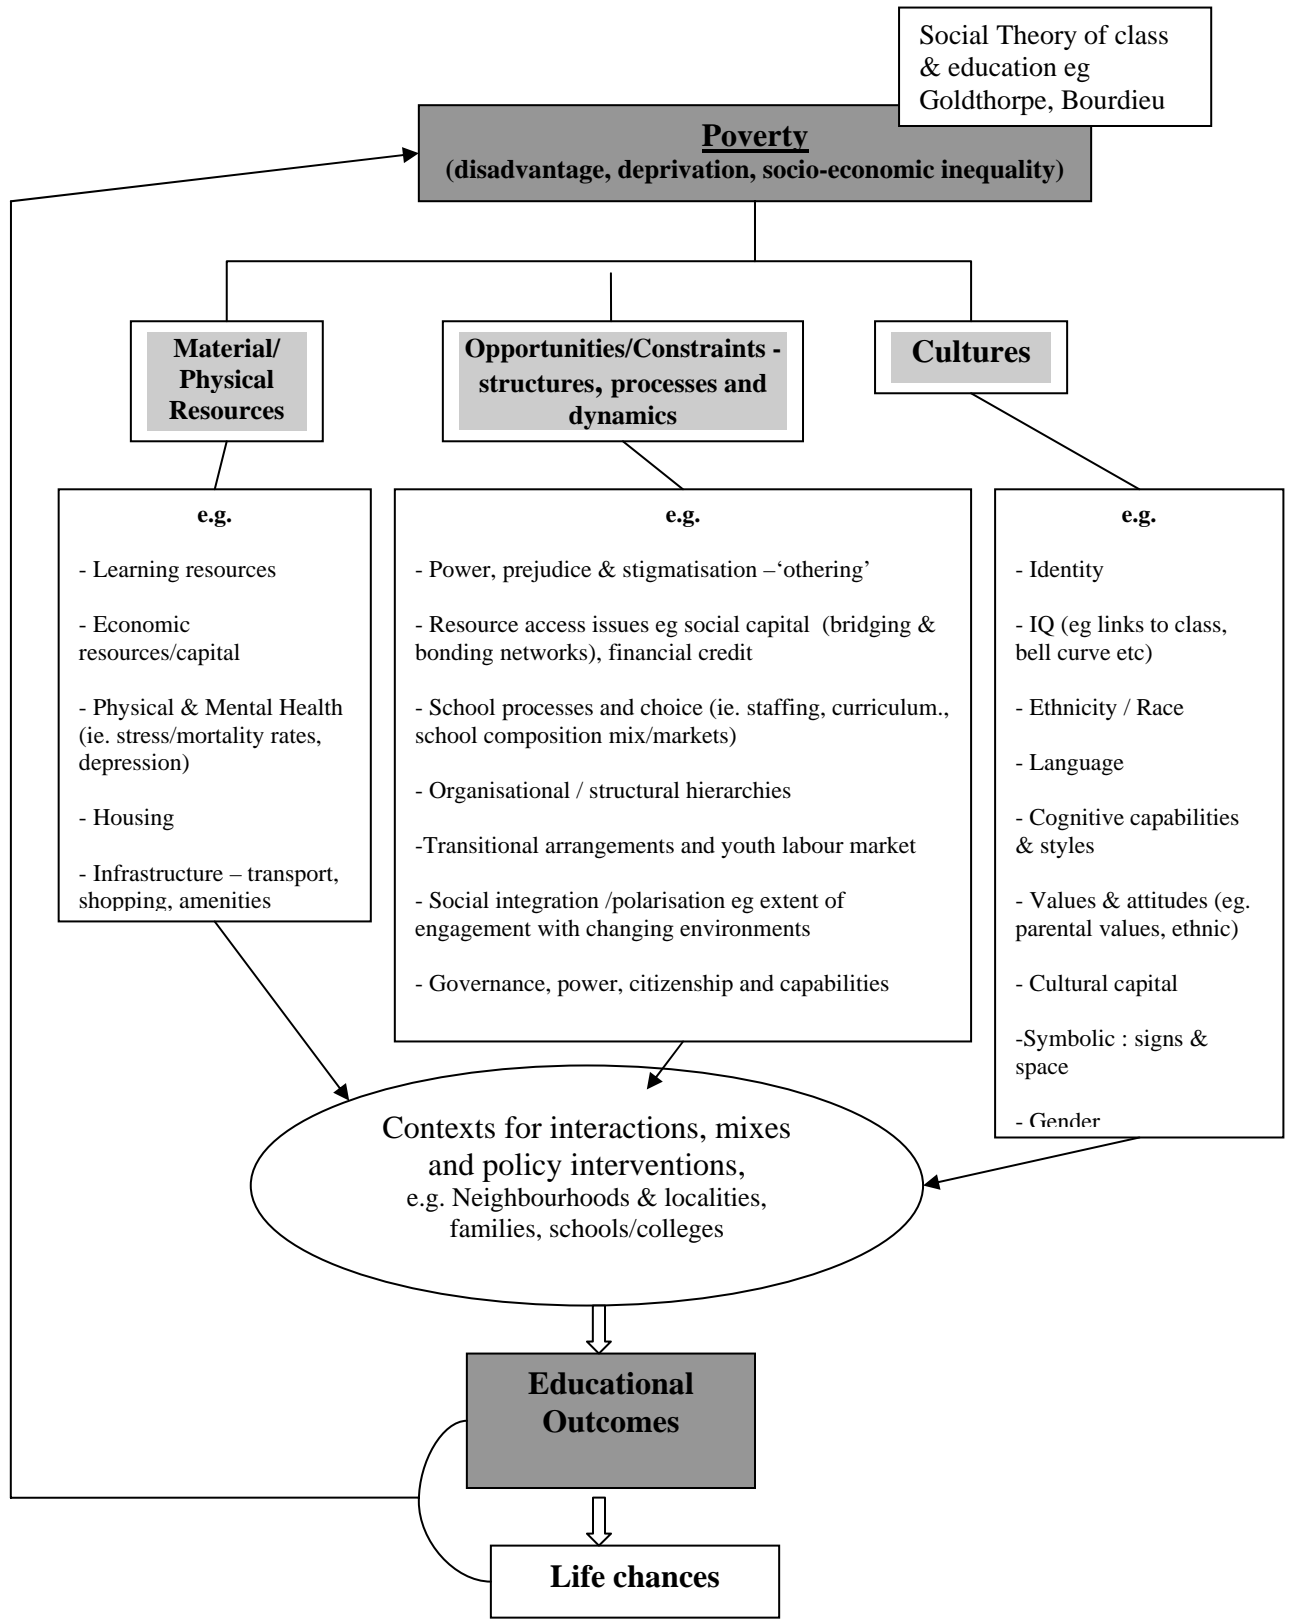 Social Theory of class
& education eg
Goldthorpe, Bourdieu
Poverty
(disadvantage, deprivation, socio-economic inequality)
Material/
Physical
Resources
Opportunities/Constraints -
structures, processes and
dynamics
Cultures
e.g.
- Learning resources
- Economic
resources/capital
- Physical & Mental Health
(ie. stress/mortality rates,
depression)
- Housing
- Infrastructure – transport,
shopping, amenities
e.g.
- Power, prejudice & stigmatisation –‘othering’
- Resource access issues eg social capital  (bridging &
bonding networks), financial credit
- School processes and choice (ie. staffing, curriculum.,
school composition mix/markets)
- Organisational / structural hierarchies
-Transitional arrangements and youth labour market
- Social integration /polarisation eg extent of
engagement with changing environments
- Governance, power, citizenship and capabilities
e.g.
- Identity
- IQ (eg links to class,
bell curve etc)
- Ethnicity / Race
- Language
- Cognitive capabilities
& styles
- Values & attitudes (eg.
parental values, ethnic)
- Cultural capital
-Symbolic : signs &
space
- Gender
Contexts for interactions, mixes
and policy interventions,
e.g. Neighbourhoods & localities,
families, schools/colleges
Educational
Outcomes
Life chances